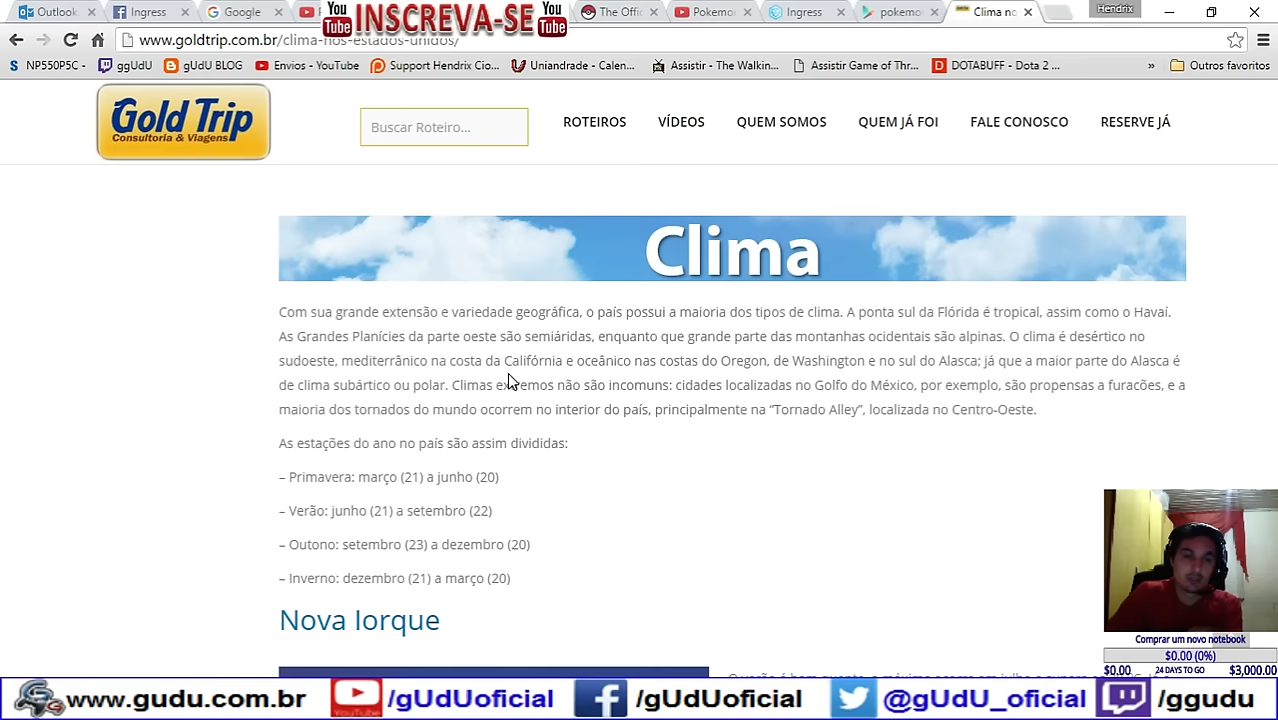 Outlook
Ingress
Google
You Tube INSCREVA-SE You Tube
The Offi
Pokemon
Ingress
pokemo
Clima no
Hendrix
www.goldtrip.com.br/clima-nos-estados-unidos/
S NP550P5C -
ggUdU
gUdU BLOG
Envios - YouTube
Support Hendrix Cio...
Uniandrade - Calen...
Assistir - The Walkin...
Assistir Game of Thr...
DOTABUFF - Dota 2 ...
»
Outros favoritos
Gold Trip
Consultoria & Viagens
Buscar Roteiro...
ROTEIROS
VÍDEOS
QUEM SOMOS
QUEM JÁ FOI
FALE CONOSCO
RESERVE JÁ
Clima
Com sua grande extensão e variedade geográfica, o país possui a maioria dos tipos de clima. A ponta sul da Flórida é tropical, assim como o Havaí.
As Grandes Planícies da parte oeste são semiáridas, enquanto que grande parte das montanhas ocidentais são alpinas. O clima é desértico no
sudoeste, mediterrânico na costa da Califórnia e oceânico nas costas do Oregon, de Washington e no sul do Alasca; já que a maior parte do Alasca é
de clima subártico ou polar. Climas extremos não são incomuns: cidades localizadas no Golfo do México, por exemplo, são propensas a furacões, e a
maioria dos tornados do mundo ocorrem no interior do país, principalmente na “Tornado Alley”, localizada no Centro-Oeste.
As estações do ano no país são assim divididas:
– Primavera: março (21) a junho (20)
– Verão: junho (21) a setembro (22)
– Outono: setembro (23) a dezembro (20)
– Inverno: dezembro (21) a março (20)
Nova Iorque
Comprar um novo notebook
$0.00 (0%)
$0.00 24 DAYS TO GO $3,000.00
www.gudu.com.br
YouTube /gUdUoficial
/gUdUoficial
@gUdU_oficial
/ggudu